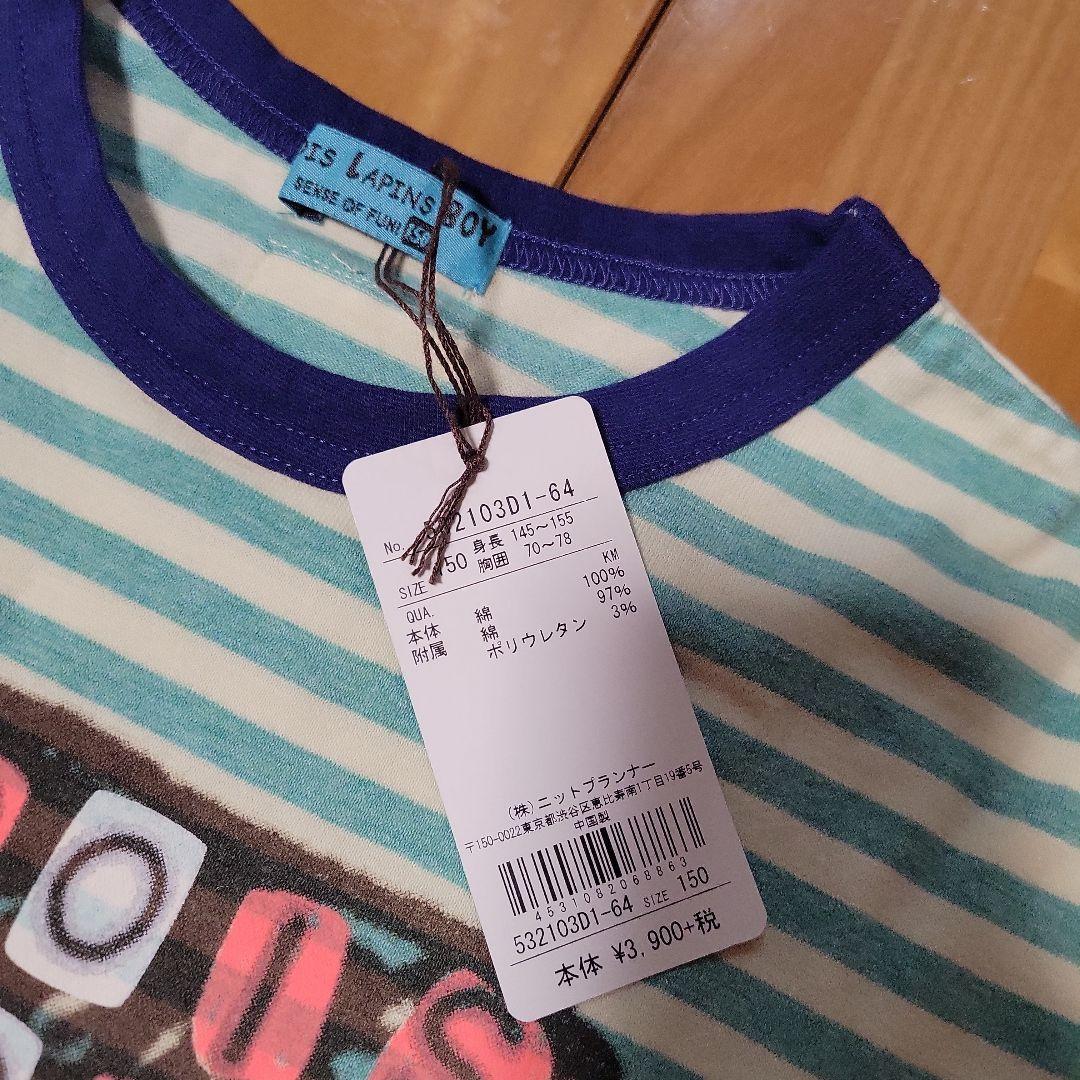 IS LAPINS BOY
SENSE OF FUN!
No. 2103D1-64
SIZE 150 身長 145～155
胸囲 70～78
QUA. KM
本体 綿 100%
附属 綿 97%
ポリウレタン 3%
(株)ニットプランナー
〒150-0022東京都渋谷区恵比寿南1丁目19番5号
中国製
4531082068863
532103D1-64 SIZE 150
本体 ¥3,900+税
O